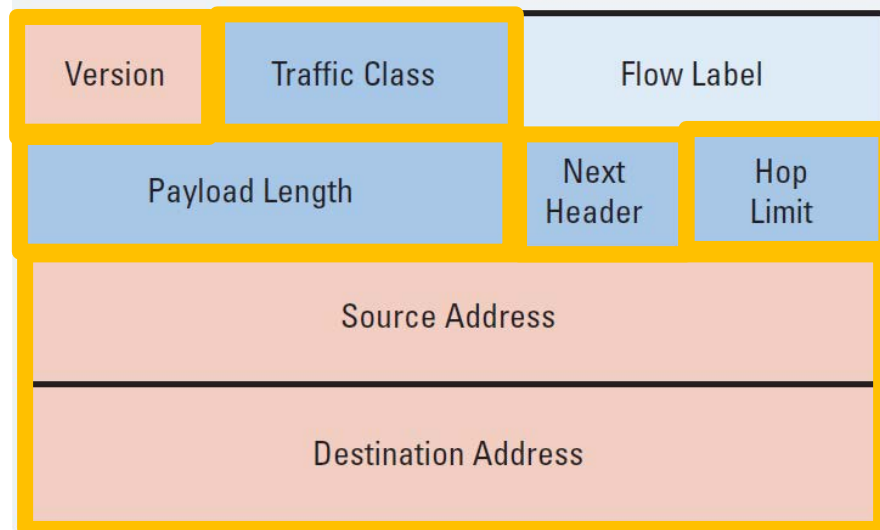 Version Traffic Class Flow Label
Payload Length Next Header Hop Limit
Source Address
Destination Address